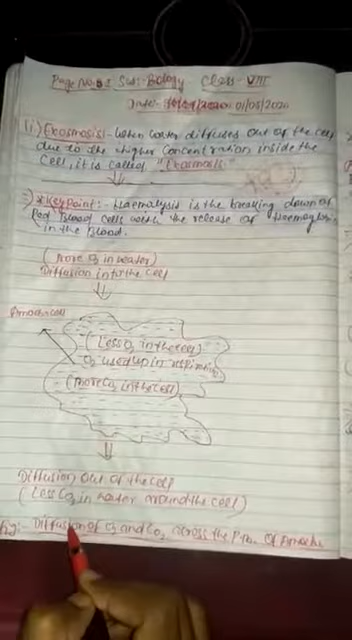 Page No:- 8 Sub:- Biology Class - VIII
Date:- 01/05/2020
(ii) Exosmosis:- When water diffuses out of the cell
due to the higher concentration inside the
cell, it is called "Exosmosis"
* Key Point:- Haemolysis is the breaking down of
Red Blood cells with the release of Haemoglobin
in the Blood.
(More O2 in water)
Diffusion into the cell
Amoeba cell
(Less O2 in the cell)
O2 used up in respiration
(More CO2 in the cell)
Diffusion out of the cell
(Less CO2 in water around the cell)
Fig:- Diffusion of O2 and CO2 across the P.m. of Amoeba